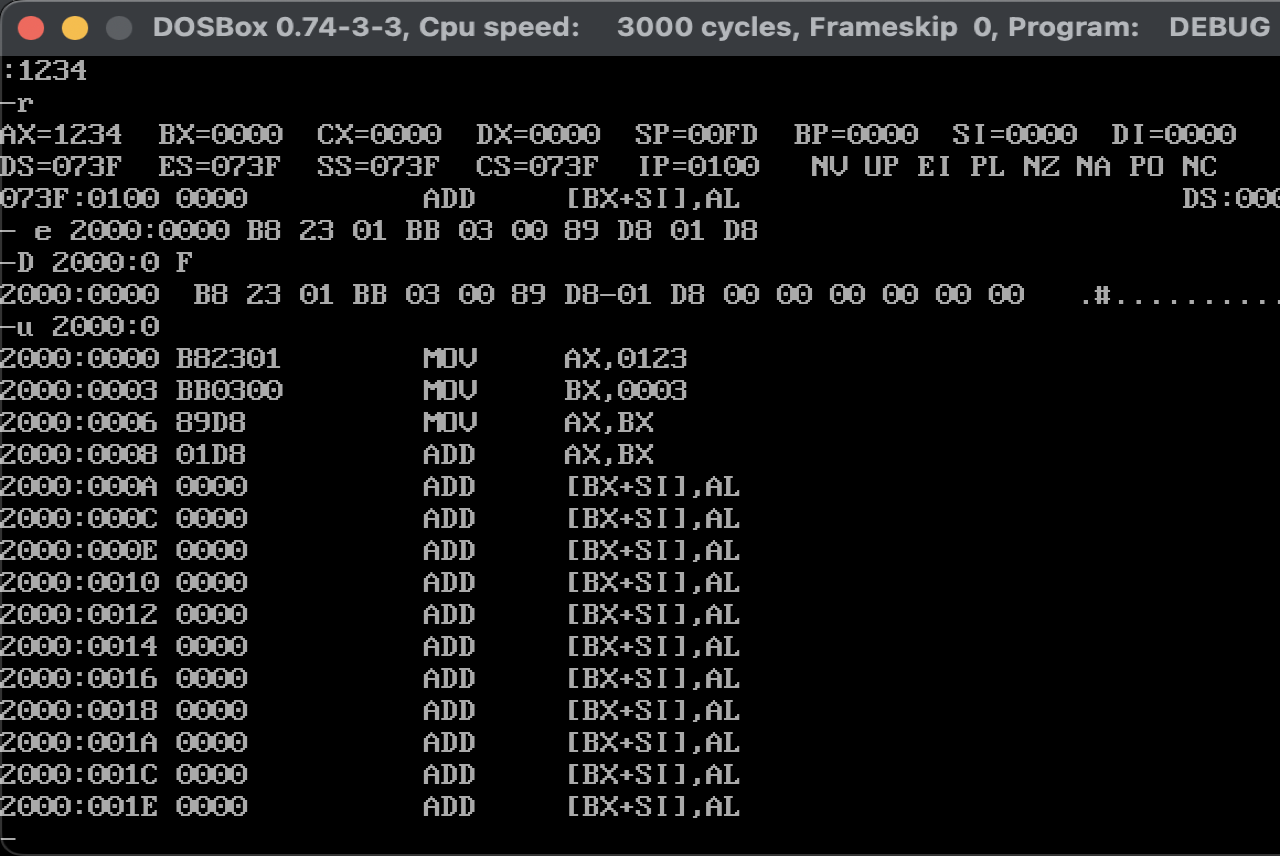 DOSBox 0.74-3-3, Cpu speed: 3000 cycles, Frameskip 0, Program: DEBUG
:1234
-r
AX=1234 BX=0000 CX=0000 DX=0000 SP=00FD BP=0000 SI=0000 DI=0000
DS=073F ES=073F SS=073F CS=073F IP=0100 NV UP EI PL NZ NA PO NC
073F:0100 0000 ADD [BX+SI],AL DS:000
- e 2000:0000 B8 23 01 BB 03 00 89 D8 01 D8
-D 2000:0 F
2000:0000 B8 23 01 BB 03 00 89 D8-01 D8 00 00 00 00 00 00 .#..........
-u 2000:0
2000:0000 B82301 MOV AX,0123
2000:0003 BB0300 MOV BX,0003
2000:0006 89D8 MOV AX,BX
2000:0008 01D8 ADD AX,BX
2000:000A 0000 ADD [BX+SI],AL
2000:000C 0000 ADD [BX+SI],AL
2000:000E 0000 ADD [BX+SI],AL
2000:0010 0000 ADD [BX+SI],AL
2000:0012 0000 ADD [BX+SI],AL
2000:0014 0000 ADD [BX+SI],AL
2000:0016 0000 ADD [BX+SI],AL
2000:0018 0000 ADD [BX+SI],AL
2000:001A 0000 ADD [BX+SI],AL
2000:001C 0000 ADD [BX+SI],AL
2000:001E 0000 ADD [BX+SI],AL
-